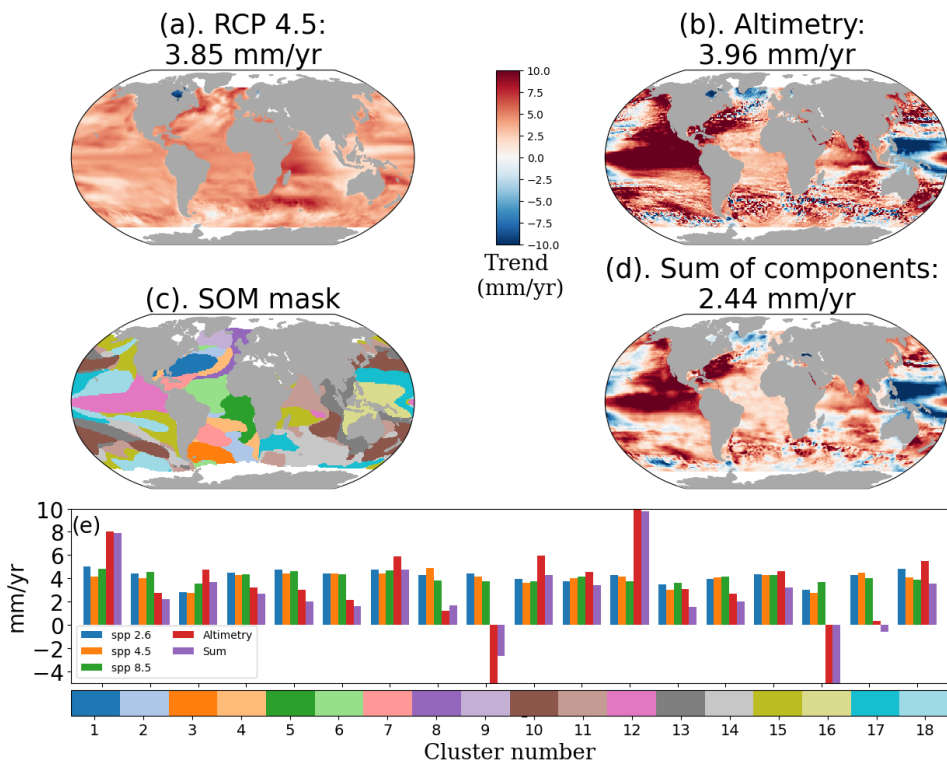 (a). RCP 4.5:
3.85 mm/yr
(b). Altimetry:
3.96 mm/yr
10.0
7.5
5.0
2.5
0.0
−2.5
−5.0
−7.5
−10.0
Trend
(mm/yr)
(c). SOM mask
(d). Sum of components:
2.44 mm/yr
(e)
mm/yr
10
8
6
4
2
0
−2
−4
spp 2.6
spp 4.5
spp 8.5
Altimetry
Sum
1 2 3 4 5 6 7 8 9 10 11 12 13 14 15 16 17 18
Cluster number